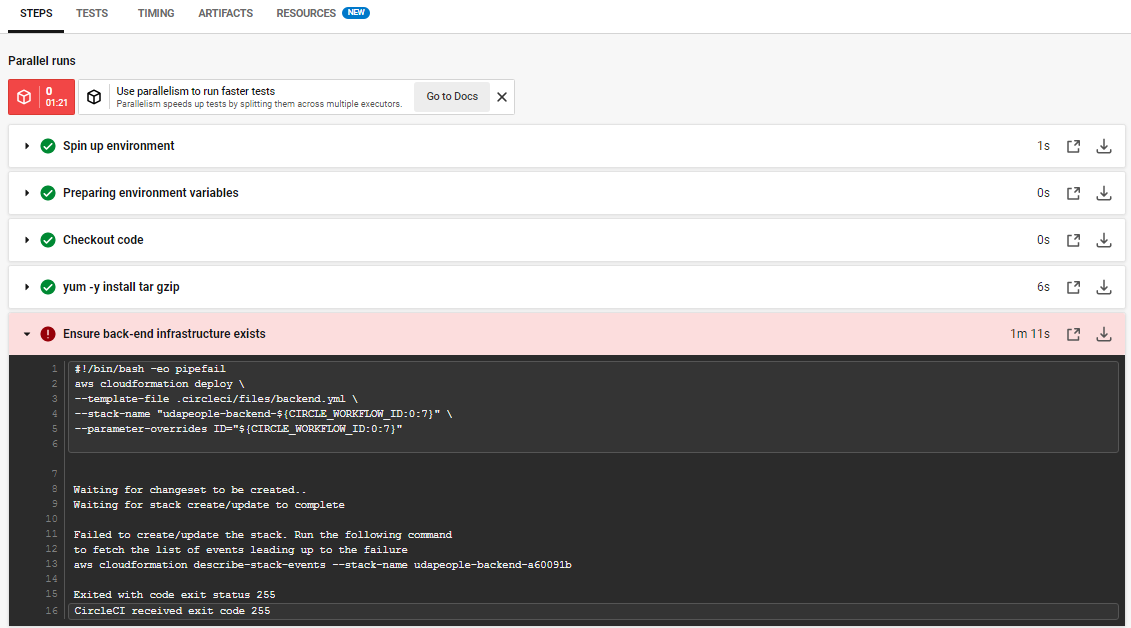 STEPS TESTS TIMING ARTIFACTS RESOURCES NEW
Parallel runs
0
01:21
Use parallelism to run faster tests
Parallelism speeds up tests by splitting them across multiple executors.
Go to Docs
Spin up environment 1s
Preparing environment variables 0s
Checkout code 0s
yum -y install tar gzip 6s
Ensure back-end infrastructure exists 1m 11s
1 #!/bin/bash -eo pipefail
2 aws cloudformation deploy \
3 --template-file .circleci/files/backend.yml \
4 --stack-name "udapeople-backend-${CIRCLE_WORKFLOW_ID:0:7}" \
5 --parameter-overrides ID="${CIRCLE_WORKFLOW_ID:0:7}"
6
7
8 Waiting for changeset to be created..
9 Waiting for stack create/update to complete
10
11 Failed to create/update the stack. Run the following command
12 to fetch the list of events leading up to the failure
13 aws cloudformation describe-stack-events --stack-name udapeople-backend-a60091b
14
15 Exited with code exit status 255
16 CircleCI received exit code 255